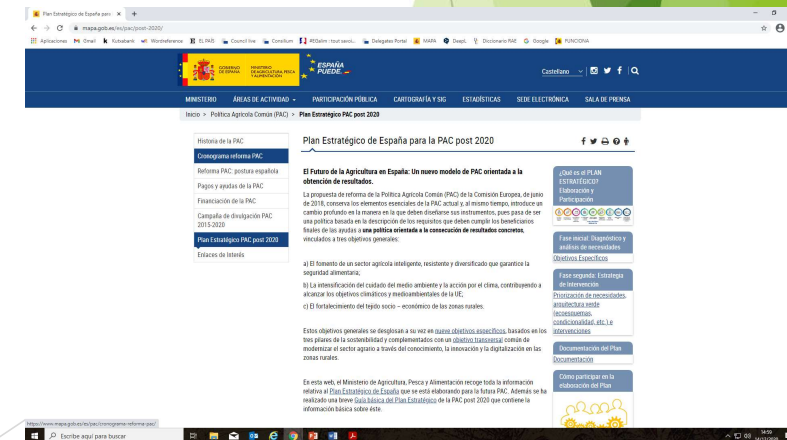 Plan Estratégico de España para
mapa.gob.es/es/pac/post-2020/
Aplicaciones
Gmail
Kutxabank
Wordreference
EL PAÍS
Council live
Consilium
Delegates Portal
MAPA
DeepL
Diccionario RAE
Google
FUNCIONA
GOBIERNO
DE ESPAÑA
MINISTERIO
DE AGRICULTURA, PESCA
Y ALIMENTACIÓN
ESPAÑA
PUEDE.
Castellano
MINISTERIO ÁREAS DE ACTIVIDAD PARTICIPACIÓN PÚBLICA CARTOGRAFÍA Y SIG ESTADÍSTICAS SEDE ELECTRÓNICA SALA DE PRENSA
Inicio > Política Agrícola Común (PAC) > Plan Estratégico PAC post 2020
Historia de la PAC
Cronograma reforma PAC
Reforma PAC: postura española
Pagos y ayudas de la PAC
Financiación de la PAC
Campaña de divulgación PAC
2015-2020
Plan Estratégico PAC post 2020
Enlaces de Interés
Plan Estratégico de España para la PAC post 2020
El Futuro de la Agricultura en España: Un nuevo modelo de PAC orientada a la
obtención de resultados.
La propuesta de reforma de la Política Agrícola Común (PAC) de la Comisión Europea, de junio
de 2018, conserva los elementos esenciales de la PAC actual y, al mismo tiempo, introduce un
cambio profundo en la manera en la que deben diseñarse sus instrumentos, pues pasa de ser
una política basada en la descripción de los requisitos que deben cumplir los beneficiarios
finales de las ayudas a una política orientada a la consecución de resultados concretos,
vinculados a tres objetivos generales:
a) El fomento de un sector agrícola inteligente, resistente y diversificado que garantice la
seguridad alimentaria;
b) La intensificación del cuidado del medio ambiente y la acción por el clima, contribuyendo a
alcanzar los objetivos climáticos y medioambientales de la UE;
c) El fortalecimiento del tejido socio – económico de las zonas rurales.
Estos objetivos generales se desglosan a su vez en nueve objetivos específicos, basados en los
tres pilares de la sostenibilidad y complementados con un objetivo transversal común de
modernizar el sector agrario a través del conocimiento, la innovación y la digitalización en las
zonas rurales.
En esta web, el Ministerio de Agricultura, Pesca y Alimentación recoge toda la información
relativa al Plan Estratégico de España que se está elaborando para la futura PAC. Además se ha
realizado una breve Guía básica del Plan Estratégico de la PAC post 2020 que contiene la
información básica sobre éste.
¿Qué es el PLAN
ESTRATÉGICO?
Elaboración y
Participación
Fase inicial: Diagnóstico y
análisis de necesidades
Objetivos Específicos
Fase segunda: Estrategia
de Intervención
Priorización de necesidades,
arquitectura verde
(ecoesquemas,
condicionalidad, etc.) e
intervenciones
Documentación del Plan
Documentación
Cómo participar en la
elaboración del Plan
https://www.mapa.gob.es/es/pac/cronograma-reforma-pac/
Escribe aquí para buscar
14:59